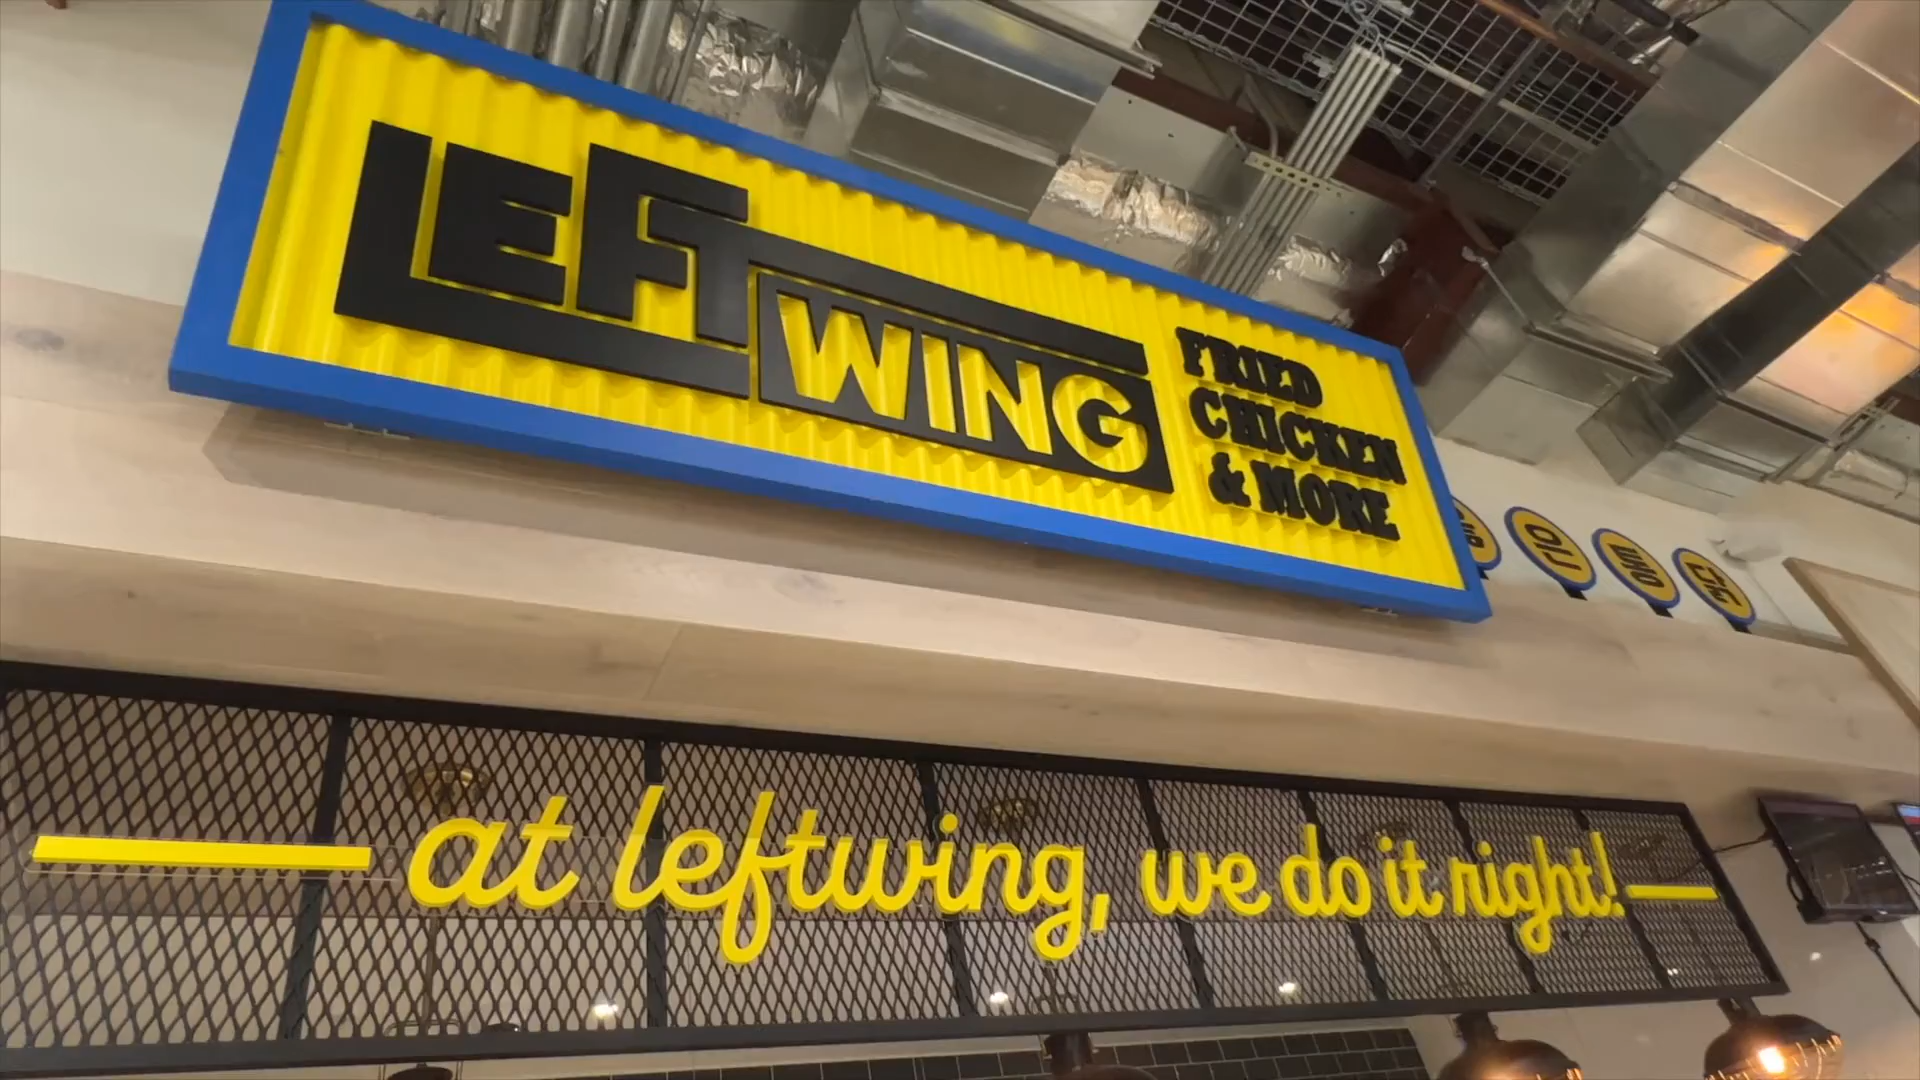 LEFT WING
FRIED
CHICKEN
& MORE
at leftwing, we do it right!